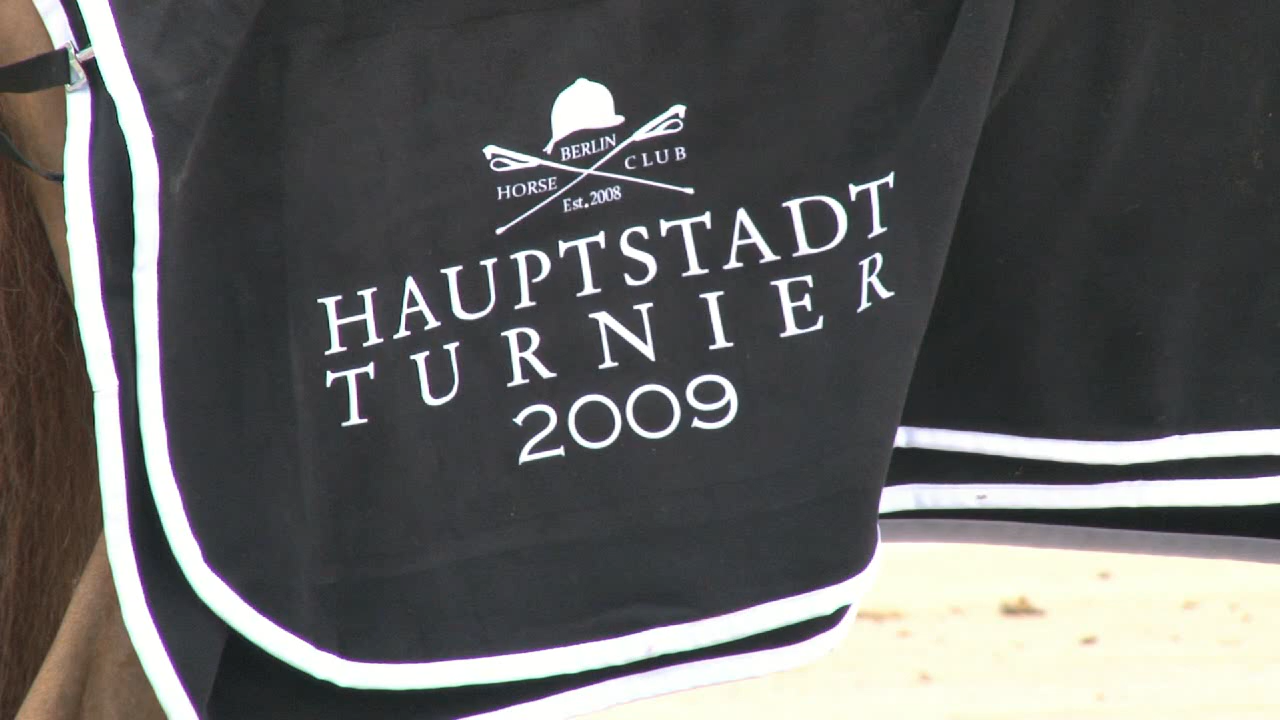 BERLIN
HORSE CLUB
Est.2008
HAUPTSTADT
TURNIER
2009